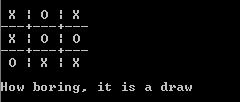 X ¦ O ¦ X
---+---+---
X ¦ O ¦ O
---+---+---
O ¦ X ¦ X
How boring, it is a draw